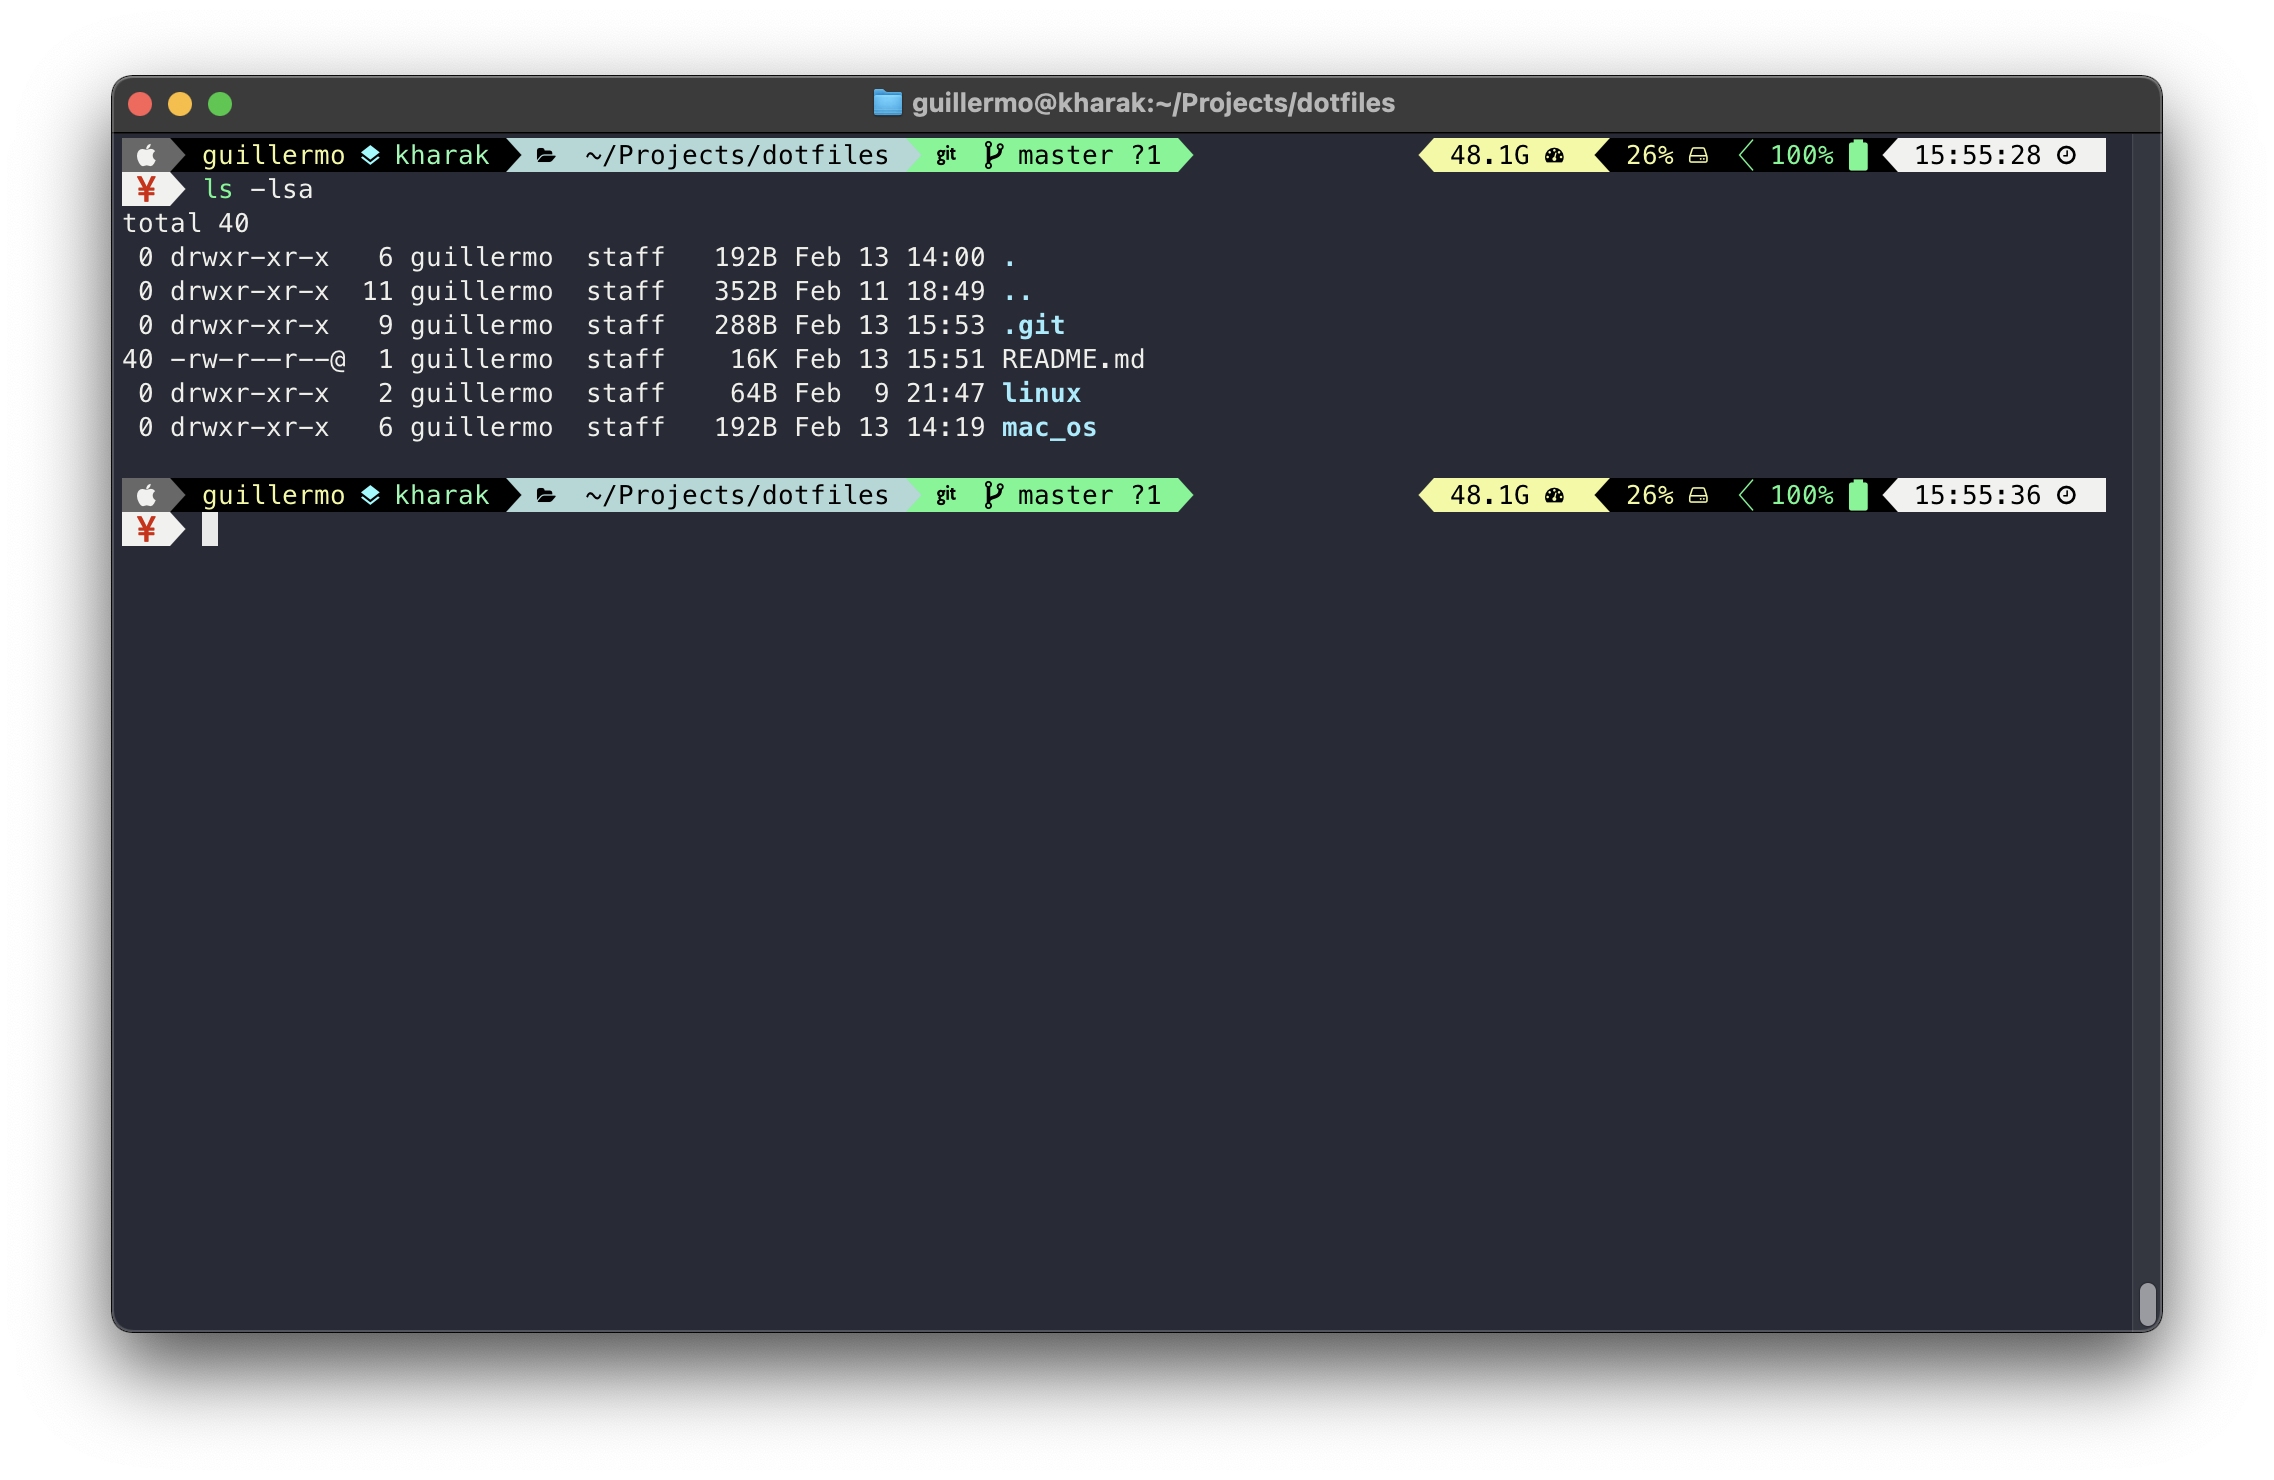 guillermo@kharak:~/Projects/dotfiles
guillermo kharak ~/Projects/dotfiles git master ?1 48.1G 26% 100% 15:55:28
¥ ls -lsa
total 40
0 drwxr-xr-x 6 guillermo staff 192B Feb 13 14:00 .
0 drwxr-xr-x 11 guillermo staff 352B Feb 11 18:49 ..
0 drwxr-xr-x 9 guillermo staff 288B Feb 13 15:53 .git
40 -rw-r--r--@ 1 guillermo staff 16K Feb 13 15:51 README.md
0 drwxr-xr-x 2 guillermo staff 64B Feb 9 21:47 linux
0 drwxr-xr-x 6 guillermo staff 192B Feb 13 14:19 mac_os
guillermo kharak ~/Projects/dotfiles git master ?1 48.1G 26% 100% 15:55:36
¥